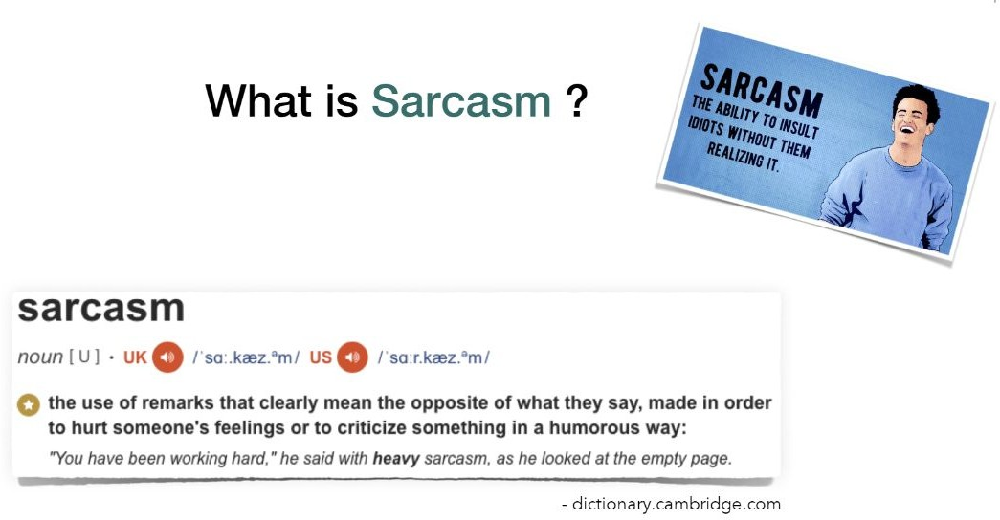 What is Sarcasm ?
SARCASM
THE ABILITY TO INSULT
IDIOTS WITHOUT THEM
REALIZING IT.
sarcasm
noun [ U ] • UK /ˈsɑː.kæz.ᵊm/ US /ˈsɑːr.kæz.ᵊm/
the use of remarks that clearly mean the opposite of what they say, made in order
to hurt someone's feelings or to criticize something in a humorous way:
"You have been working hard," he said with heavy sarcasm, as he looked at the empty page.
- dictionary.cambridge.com